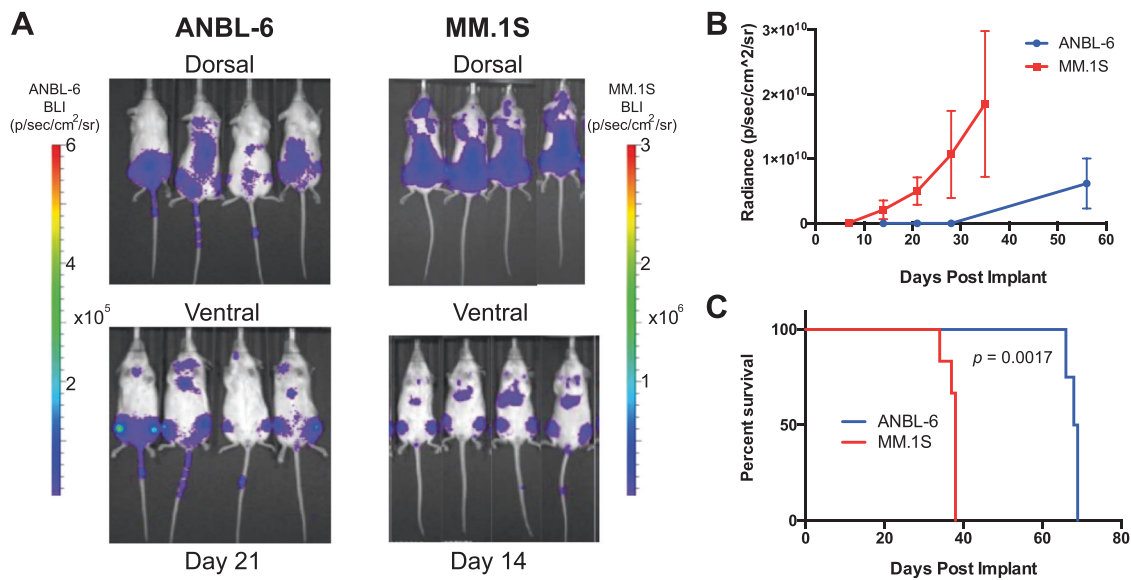 A
ANBL-6
MM.1S
Dorsal
Dorsal
ANBL-6
BLI
(p/sec/cm²/sr)
6
4
x10⁵
2
MM.1S
BLI
(p/sec/cm²/sr)
3
2
x10⁶
1
Ventral
Ventral
Day 21
Day 14
B
Radiance (p/sec/cm^2/sr)
3×10¹⁰
2×10¹⁰
1×10¹⁰
0
0 10 20 30 40 50 60
Days Post Implant
ANBL-6
MM.1S
C
Percent survival
100
50
0
0 20 40 60 80
Days Post Implant
p = 0.0017
ANBL-6
MM.1S